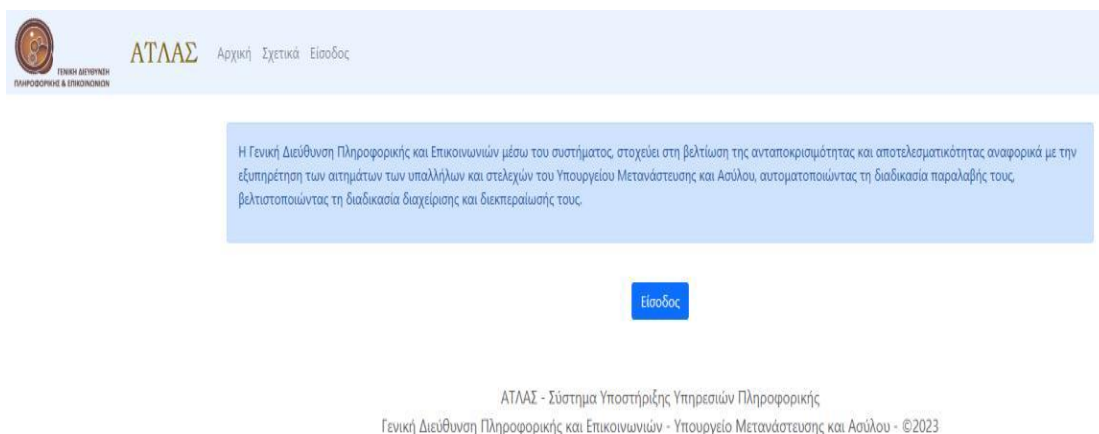 ΓΕΝΙΚΗ ΔΙΕΥΘΥΝΣΗ
ΠΛΗΡΟΦΟΡΙΚΗΣ & ΕΠΙΚΟΙΝΩΝΙΩΝ
ΑΤΛΑΣ Αρχική Σχετικά Είσοδος
Η Γενική Διεύθυνση Πληροφορικής και Επικοινωνιών μέσω του συστήματος, στοχεύει στη βελτίωση της ανταποκρισιμότητας και αποτελεσματικότητας αναφορικά με την
εξυπηρέτηση των αιτημάτων των υπαλλήλων και στελεχών του Υπουργείου Μετανάστευσης και Ασύλου, αυτοματοποιώντας τη διαδικασία παραλαβής τους,
βελτιστοποιώντας τη διαδικασία διαχείρισης και διεκπεραίωσής τους.
Είσοδος
ΑΤΛΑΣ - Σύστημα Υποστήριξης Υπηρεσιών Πληροφορικής
Γενική Διεύθυνση Πληροφορικής και Επικοινωνιών - Υπουργείο Μετανάστευσης και Ασύλου - ©2023